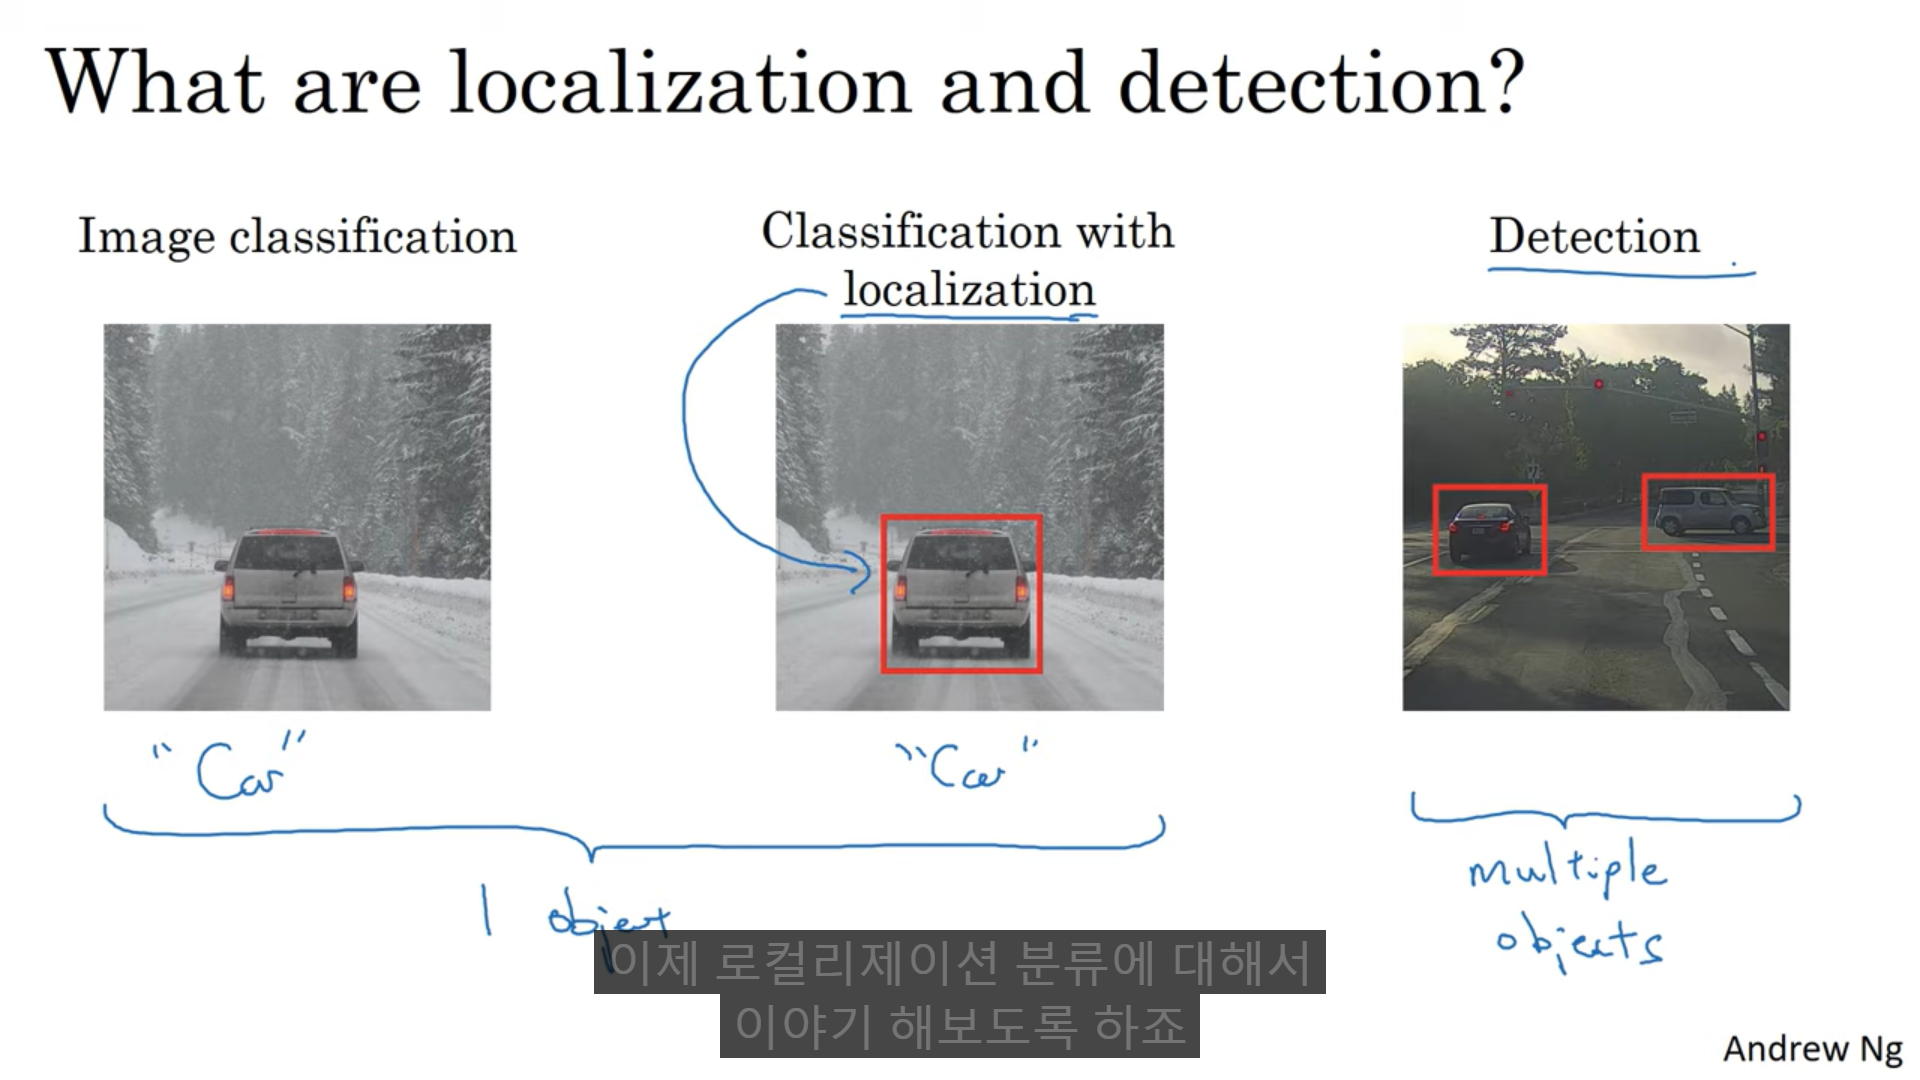 What are localization and detection?
Image classification
Classification with
localization
Detection
"Car"
"Car"
1 object
multiple
objects
이제 로컬리제이션 분류에 대해서
이야기 해보도록 하죠
Andrew Ng